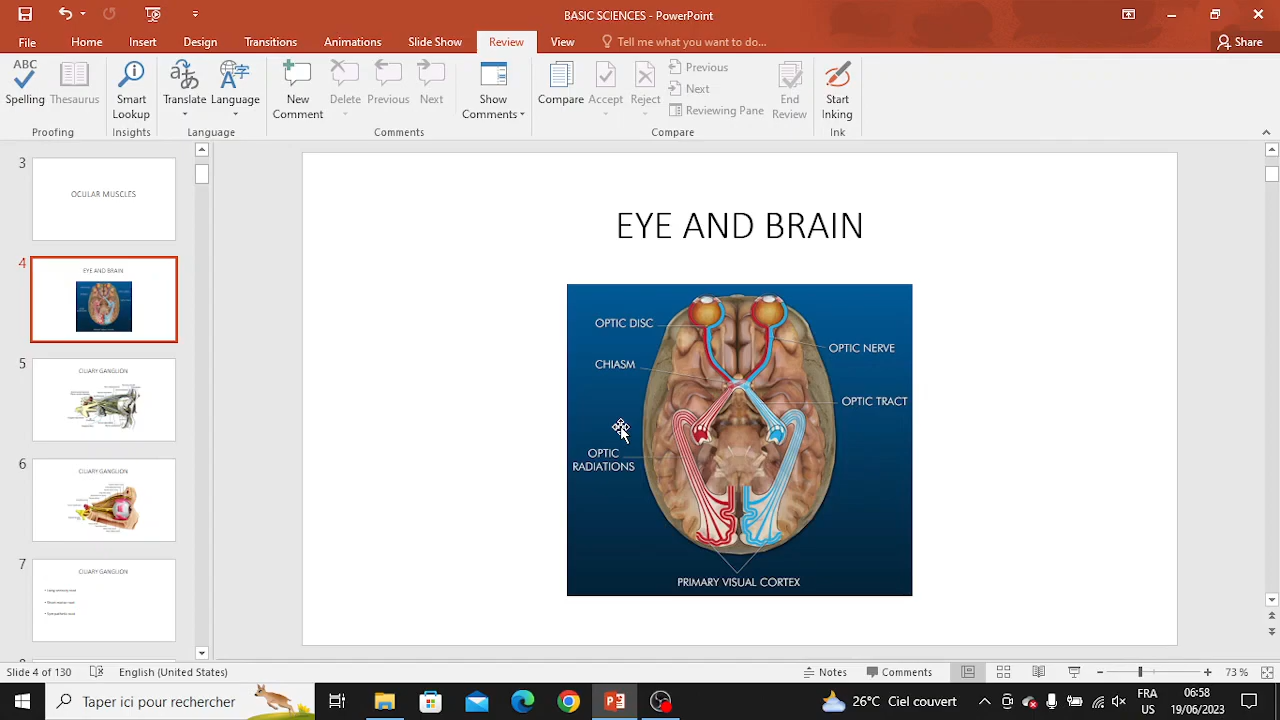 BASIC SCIENCES - PowerPoint
File
Home
Insert
Design
Transitions
Animations
Slide Show
Review
View
Tell me what you want to do...
Share
ABC
Spelling
Thesaurus
Smart
Lookup
Translate
Language
New
Comment
Delete
Previous
Next
Show
Comments
Compare
Accept
Reject
Previous
Next
Reviewing Pane
End
Review
Start
Inking
Proofing
Insights
Language
Comments
Compare
Ink
3
OCULAR MUSCLES
4
EYE AND BRAIN
5
CILIARY GANGLION
6
CILIARY GANGLION
7
CILIARY GANGLION
EYE AND BRAIN
OPTIC DISC
OPTIC NERVE
CHIASM
OPTIC TRACT
OPTIC
RADIATIONS
PRIMARY VISUAL CORTEX
Slide 4 of 130
English (United States)
Notes
Comments
73 %
Taper ici pour rechercher
26°C Ciel couvert
FRA
US
06:58
19/06/2023